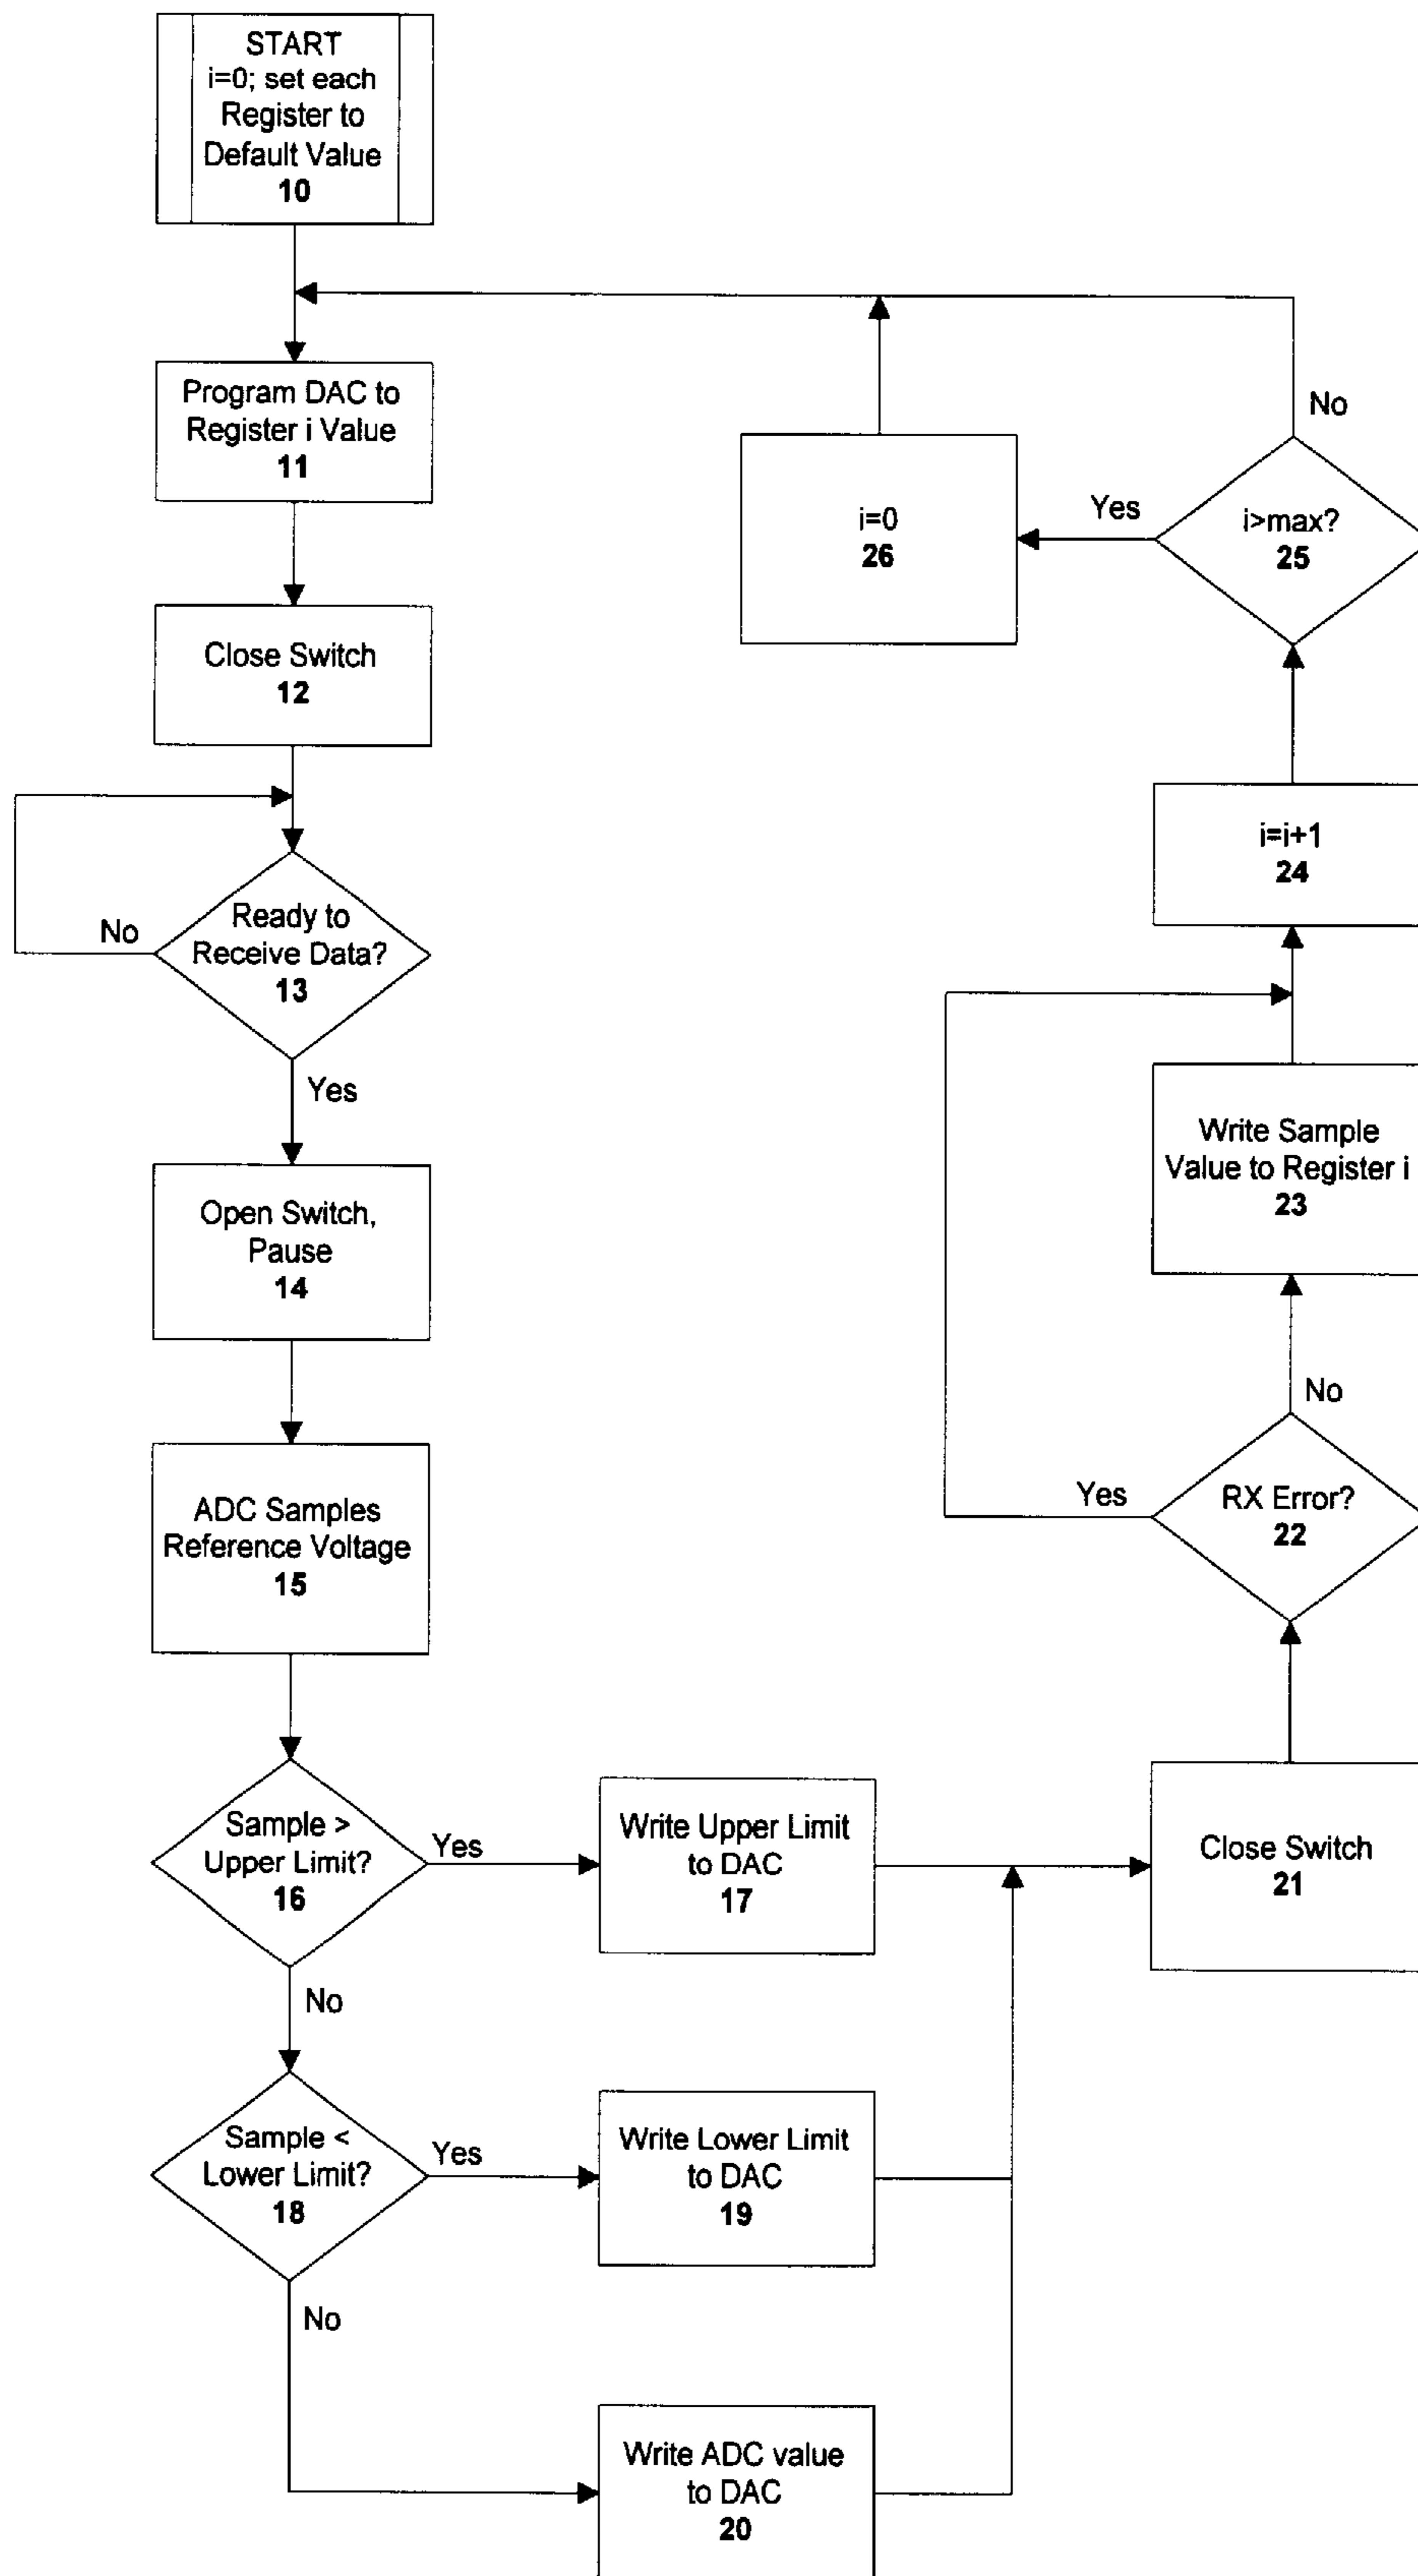 START
i=0; set each
Register to
Default Value
10
Program DAC to
Register i Value
11
Close Switch
12
Ready to
Receive Data?
13
No
Yes
Open Switch,
Pause
14
ADC Samples
Reference Voltage
15
Sample >
Upper Limit?
16
Yes
No
Write Upper Limit
to DAC
17
Sample <
Lower Limit?
18
Yes
No
Write Lower Limit
to DAC
19
Write ADC value
to DAC
20
Close Switch
21
RX Error?
22
Yes
No
Write Sample
Value to Register i
23
i=i+1
24
i>max?
25
No
Yes
i=0
26